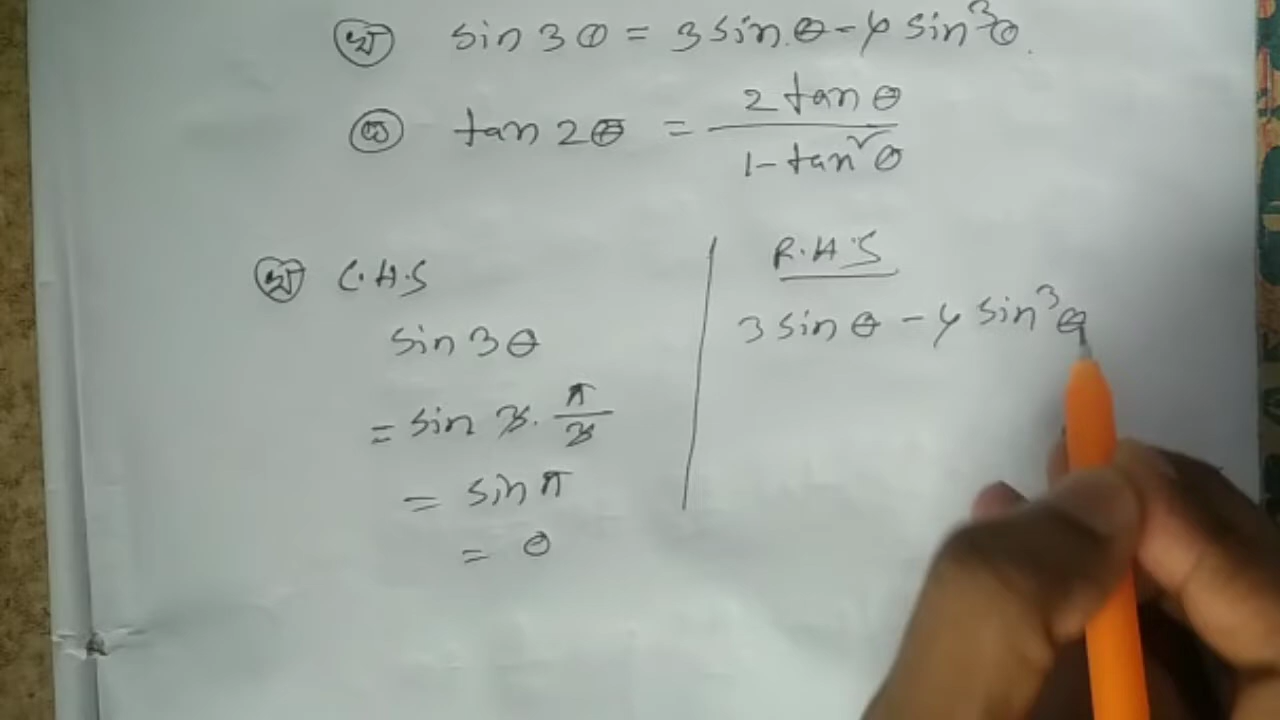 sin 3θ = 3 sin θ - 4 sin³θ.
tan 2θ = 2 tan θ / 1 - tan²θ
L.H.S
sin 3θ
= sin 3. π/3
= sin π
= 0
R.H.S
3 sin θ - 4 sin³θ